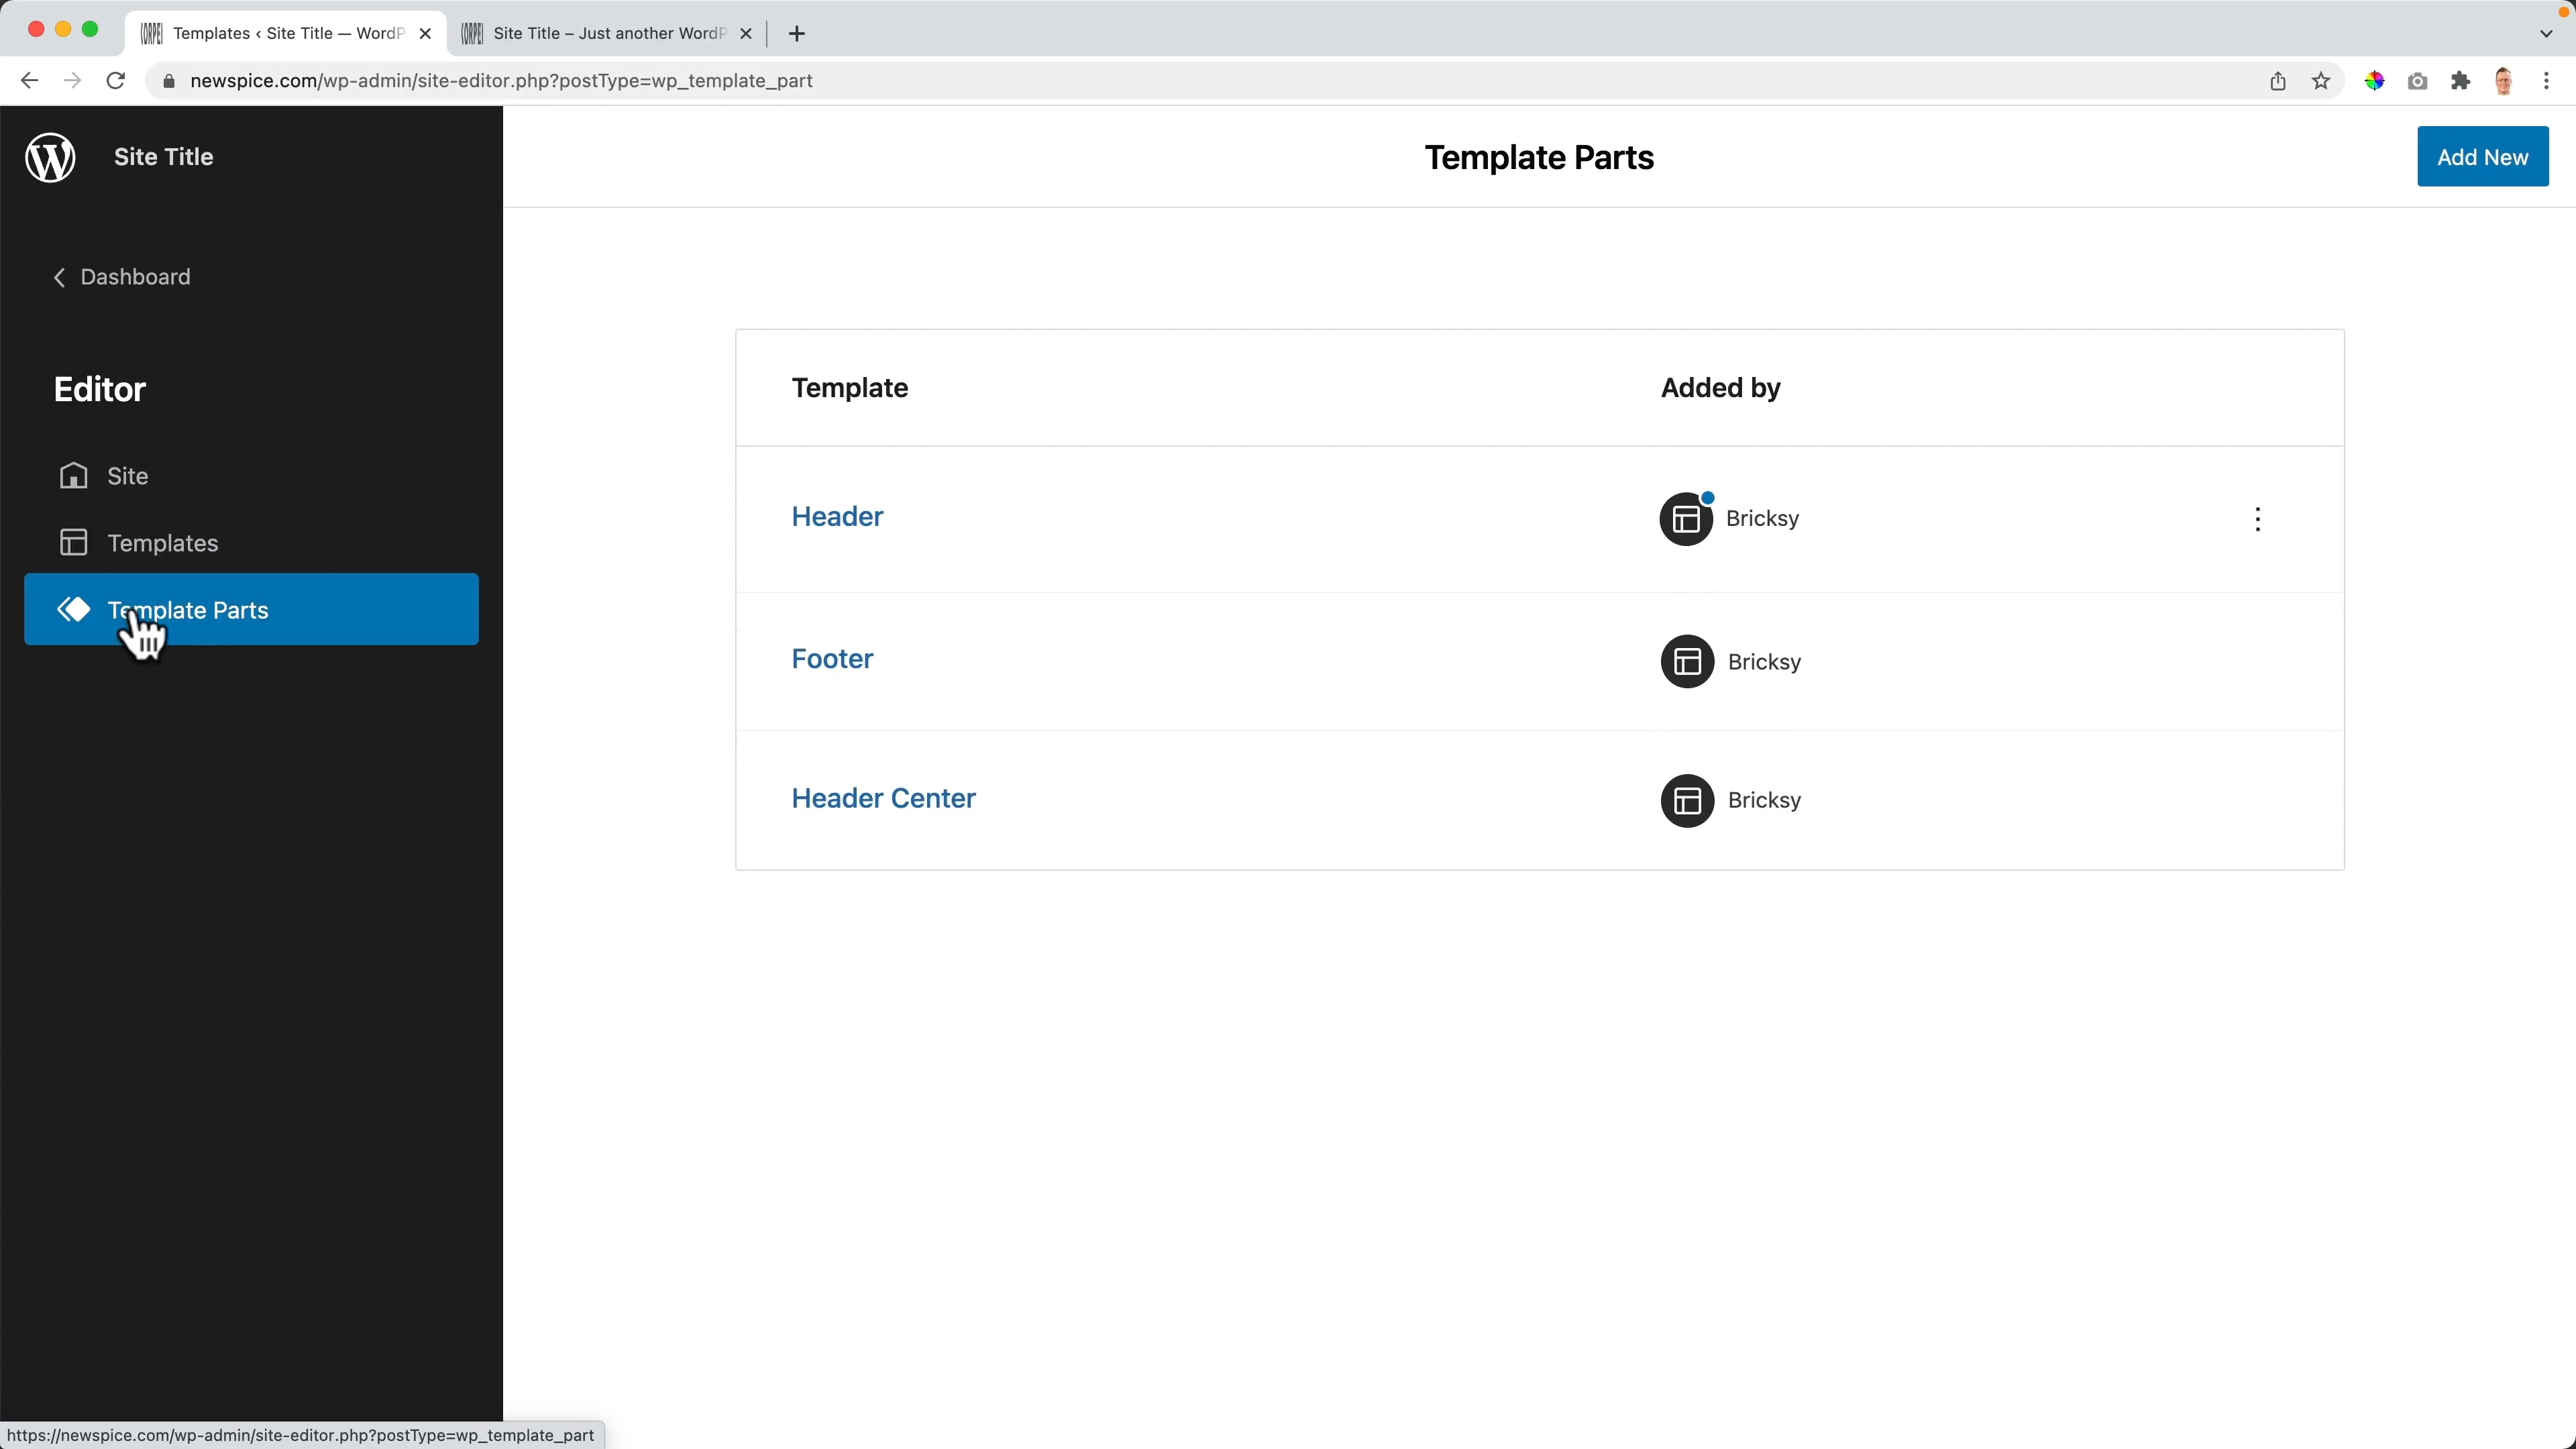 Templates ‹ Site Title — WordP
Site Title – Just another WordP
newspice.com/wp-admin/site-editor.php?postType=wp_template_part
Site Title
Template Parts
Add New
Dashboard
Editor
Site
Templates
Template Parts
Template
Added by
Header
Bricksy
Footer
Bricksy
Header Center
Bricksy
https://newspice.com/wp-admin/site-editor.php?postType=wp_template_part